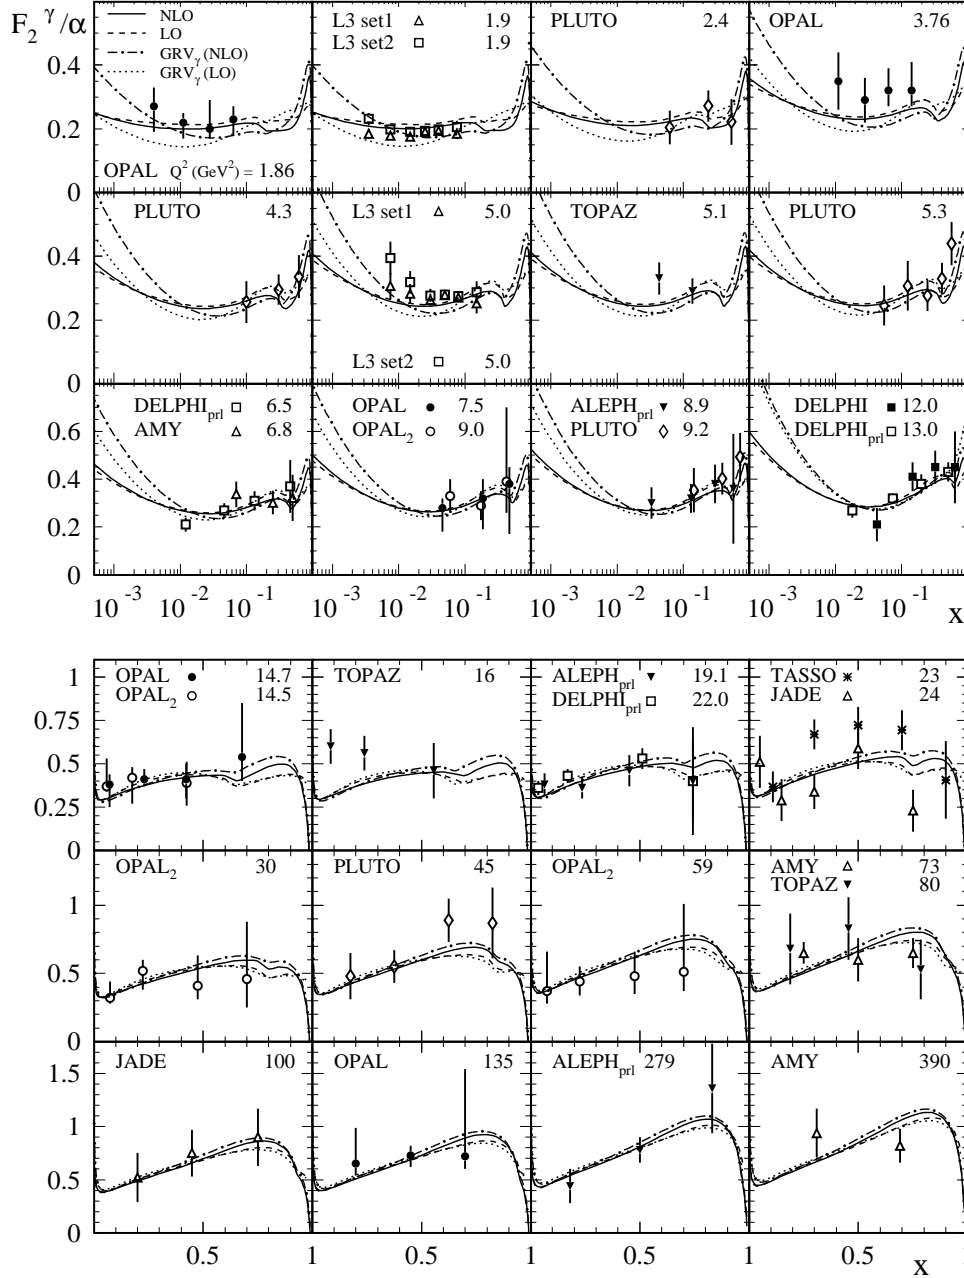 F₂^γ/α
NLO
LO
GRVγ (NLO)
GRVγ (LO)
OPAL Q² (GeV²) = 1.86
L3 set1 1.9
L3 set2 1.9
PLUTO 2.4
OPAL 3.76
0.4
0.2
0
PLUTO 4.3
L3 set1 5.0
L3 set2 5.0
TOPAZ 5.1
PLUTO 5.3
0.4
0.2
0
DELPHIprl 6.5
AMY 6.8
OPAL 7.5
OPAL₂ 9.0
ALEPHprl 8.9
PLUTO 9.2
DELPHI 12.0
DELPHIprl 13.0
0.6
0.4
0.2
0
10⁻³ 10⁻² 10⁻¹ 10⁻³ 10⁻² 10⁻¹ 10⁻³ 10⁻² 10⁻¹ 10⁻³ 10⁻² 10⁻¹ x
OPAL 14.7
OPAL₂ 14.5
TOPAZ 16
ALEPHprl 19.1
DELPHIprl 22.0
TASSO 23
JADE 24
1
0.75
0.5
0.25
0
OPAL₂ 30
PLUTO 45
OPAL₂ 59
AMY 73
TOPAZ 80
1
0.5
0
JADE 100
OPAL 135
ALEPHprl 279
AMY 390
1.5
1
0.5
0
0.5 1 0.5 1 0.5 1 0.5 1
x